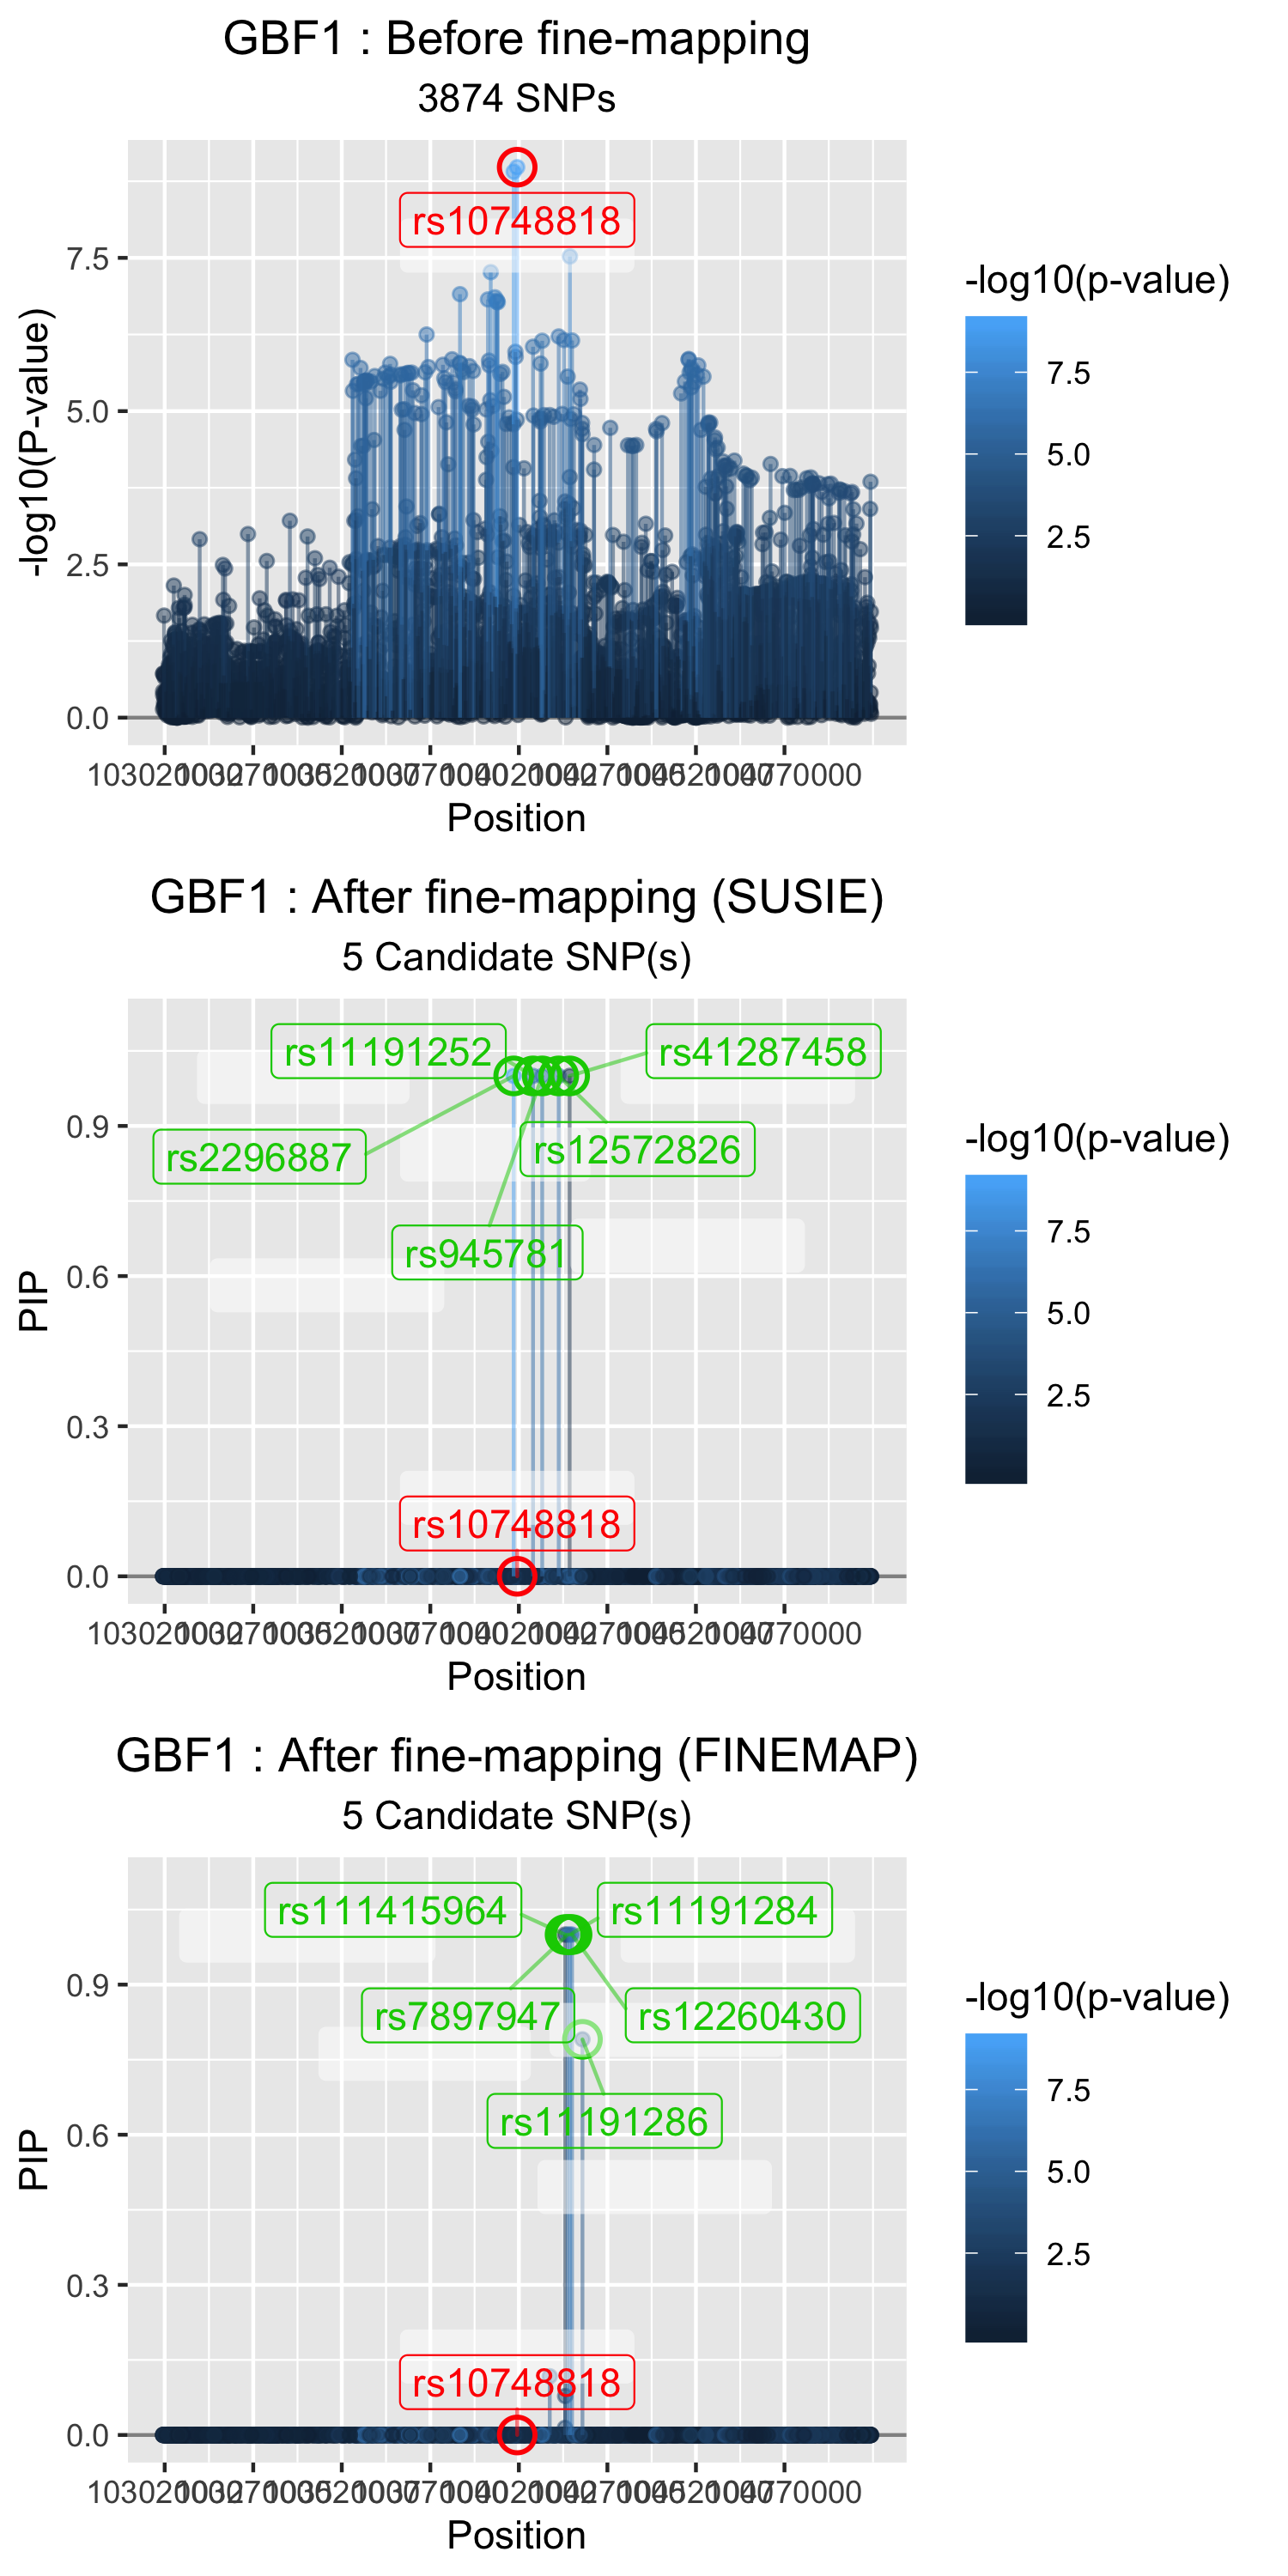 GBF1 : Before fine-mapping
3874 SNPs
-log10(P-value)
7.5
5.0
2.5
0.0
rs10748818
Position
-log10(p-value)
7.5
5.0
2.5
GBF1 : After fine-mapping (SUSIE)
5 Candidate SNP(s)
PIP
0.9
0.6
0.3
0.0
rs11191252
rs41287458
rs2296887
rs12572826
rs945781
rs10748818
Position
-log10(p-value)
7.5
5.0
2.5
GBF1 : After fine-mapping (FINEMAP)
5 Candidate SNP(s)
PIP
0.9
0.6
0.3
0.0
rs111415964
rs11191284
rs7897947
rs12260430
rs11191286
rs10748818
Position
-log10(p-value)
7.5
5.0
2.5